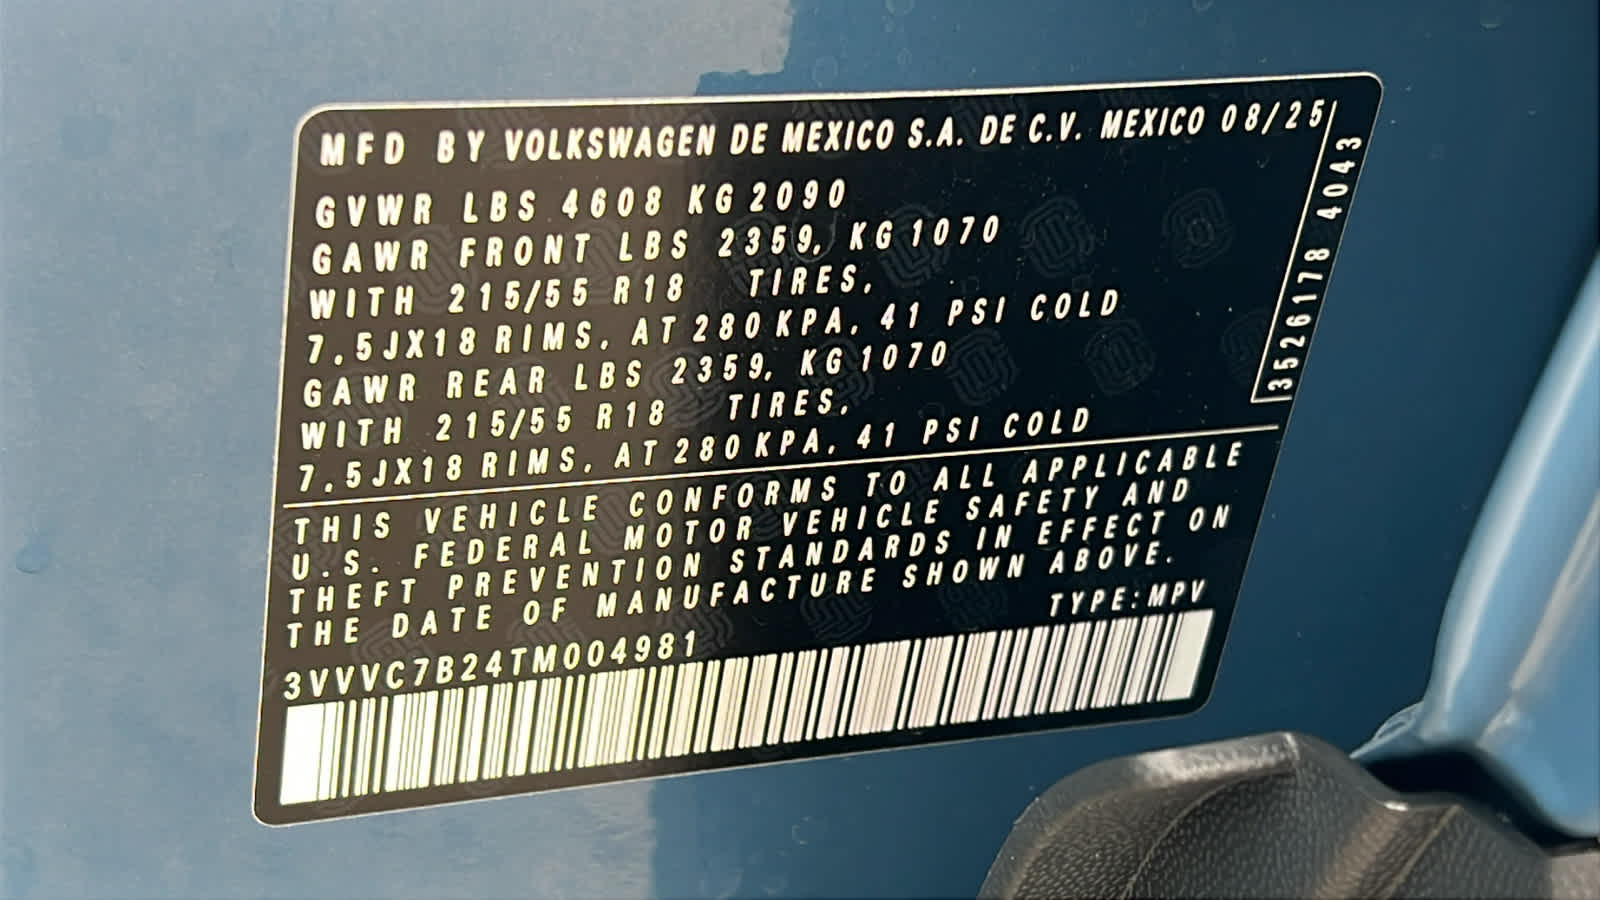 MFD BY VOLKSWAGEN DE MEXICO S.A. DE C.V. MEXICO 08/25
GVWR LBS 4608 KG 2090
GAWR FRONT LBS 2359, KG 1070
WITH 215/55 R18 TIRES,
7.5JX18 RIMS, AT 280 KPA, 41 PSI COLD
GAWR REAR LBS 2359, KG 1070
WITH 215/55 R18 TIRES,
7.5JX18 RIMS, AT 280 KPA, 41 PSI COLD
3526178 4043
THIS VEHICLE CONFORMS TO ALL APPLICABLE
U.S. FEDERAL MOTOR VEHICLE SAFETY AND
THEFT PREVENTION STANDARDS IN EFFECT ON
THE DATE OF MANUFACTURE SHOWN ABOVE.
TYPE:MPV
3VVVC7B24TM004981